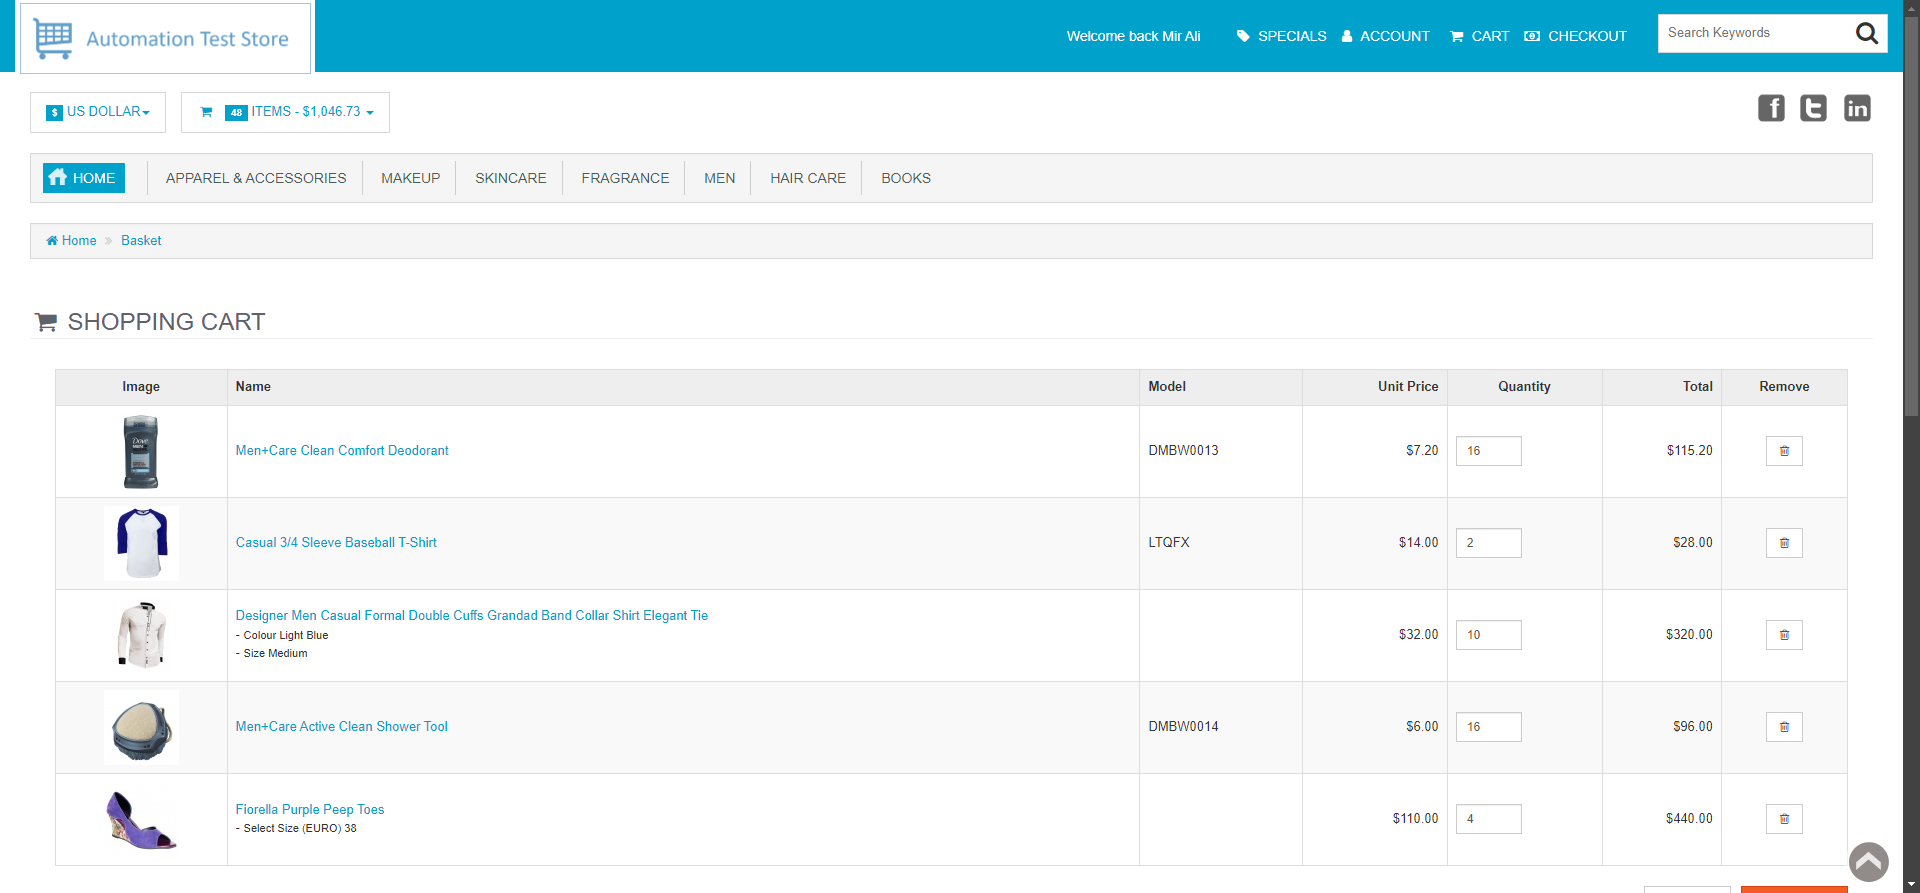 Automation Test Store
Welcome back Mir Ali
SPECIALS
ACCOUNT
CART
CHECKOUT
Search Keywords
$ US DOLLAR
48 ITEMS - $1,046.73
HOME
APPAREL & ACCESSORIES
MAKEUP
SKINCARE
FRAGRANCE
MEN
HAIR CARE
BOOKS
Home » Basket
SHOPPING CART
Image Name Model Unit Price Quantity Total Remove
Men+Care Clean Comfort Deodorant DMBW0013 $7.20 16 $115.20
Casual 3/4 Sleeve Baseball T-Shirt LTQFX $14.00 2 $28.00
Designer Men Casual Formal Double Cuffs Grandad Band Collar Shirt Elegant Tie
- Colour Light Blue
- Size Medium
$32.00 10 $320.00
Men+Care Active Clean Shower Tool DMBW0014 $6.00 16 $96.00
Fiorella Purple Peep Toes
- Select Size (EURO) 38
$110.00 4 $440.00